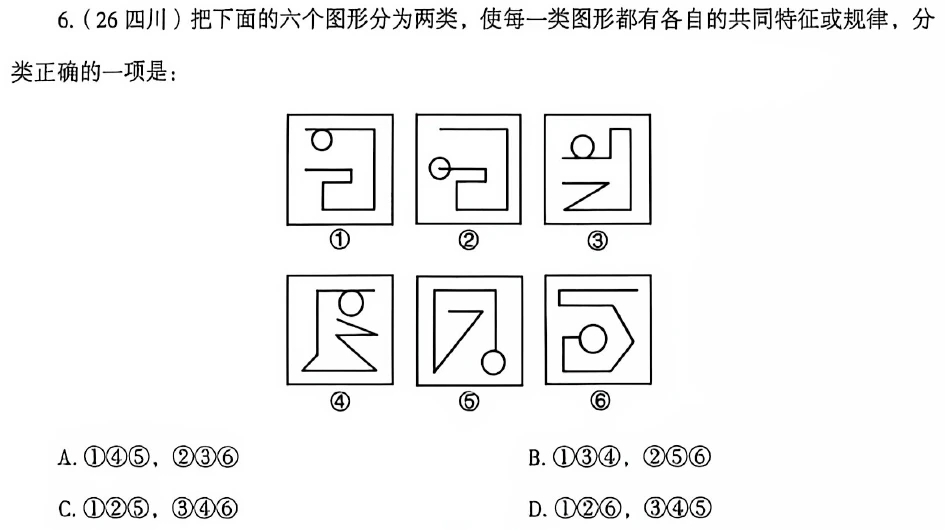 6.（26 四川）把下面的六个图形分为两类，使每一类图形都有各自的共同特征或规律，分
类正确的一项是：
① ② ③
④ ⑤ ⑥
A. ①④⑤，②③⑥ B. ①③④，②⑤⑥
C. ①②⑤，③④⑥ D. ①②⑥，③④⑤